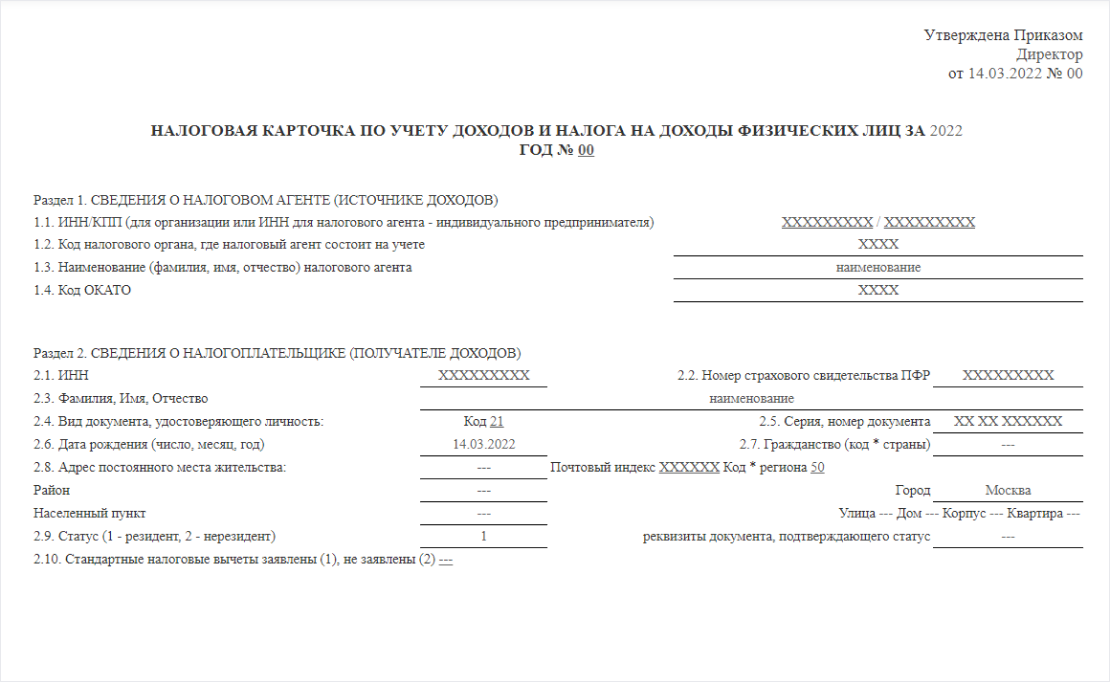 Утверждена Приказом
Директор
от 14.03.2022 № 00
НАЛОГОВАЯ КАРТОЧКА ПО УЧЕТУ ДОХОДОВ И НАЛОГА НА ДОХОДЫ ФИЗИЧЕСКИХ ЛИЦ ЗА 2022
ГОД № 00
Раздел 1. СВЕДЕНИЯ О НАЛОГОВОМ АГЕНТЕ (ИСТОЧНИКЕ ДОХОДОВ)
1.1. ИНН/КПП (для организации или ИНН для налогового агента - индивидуального предпринимателя) XXXXXXXXX / XXXXXXXXX
1.2. Код налогового органа, где налоговый агент состоит на учете XXXX
1.3. Наименование (фамилия, имя, отчество) налогового агента наименование
1.4. Код ОКАТО XXXX
Раздел 2. СВЕДЕНИЯ О НАЛОГОПЛАТЕЛЬЩИКЕ (ПОЛУЧАТЕЛЕ ДОХОДОВ)
2.1. ИНН XXXXXXXXX 2.2. Номер страхового свидетельства ПФР XXXXXXXXX
2.3. Фамилия, Имя, Отчество наименование
2.4. Вид документа, удостоверяющего личность: Код 21 2.5. Серия, номер документа XX XX XXXXXX
2.6. Дата рождения (число, месяц, год) 14.03.2022 2.7. Гражданство (код * страны) ---
2.8. Адрес постоянного места жительства: --- Почтовый индекс XXXXXX Код * региона 50
Район --- Город Москва
Населенный пункт --- Улица --- Дом --- Корпус --- Квартира ---
2.9. Статус (1 - резидент, 2 - нерезидент) 1 реквизиты документа, подтверждающего статус ---
2.10. Стандартные налоговые вычеты заявлены (1), не заявлены (2) ---